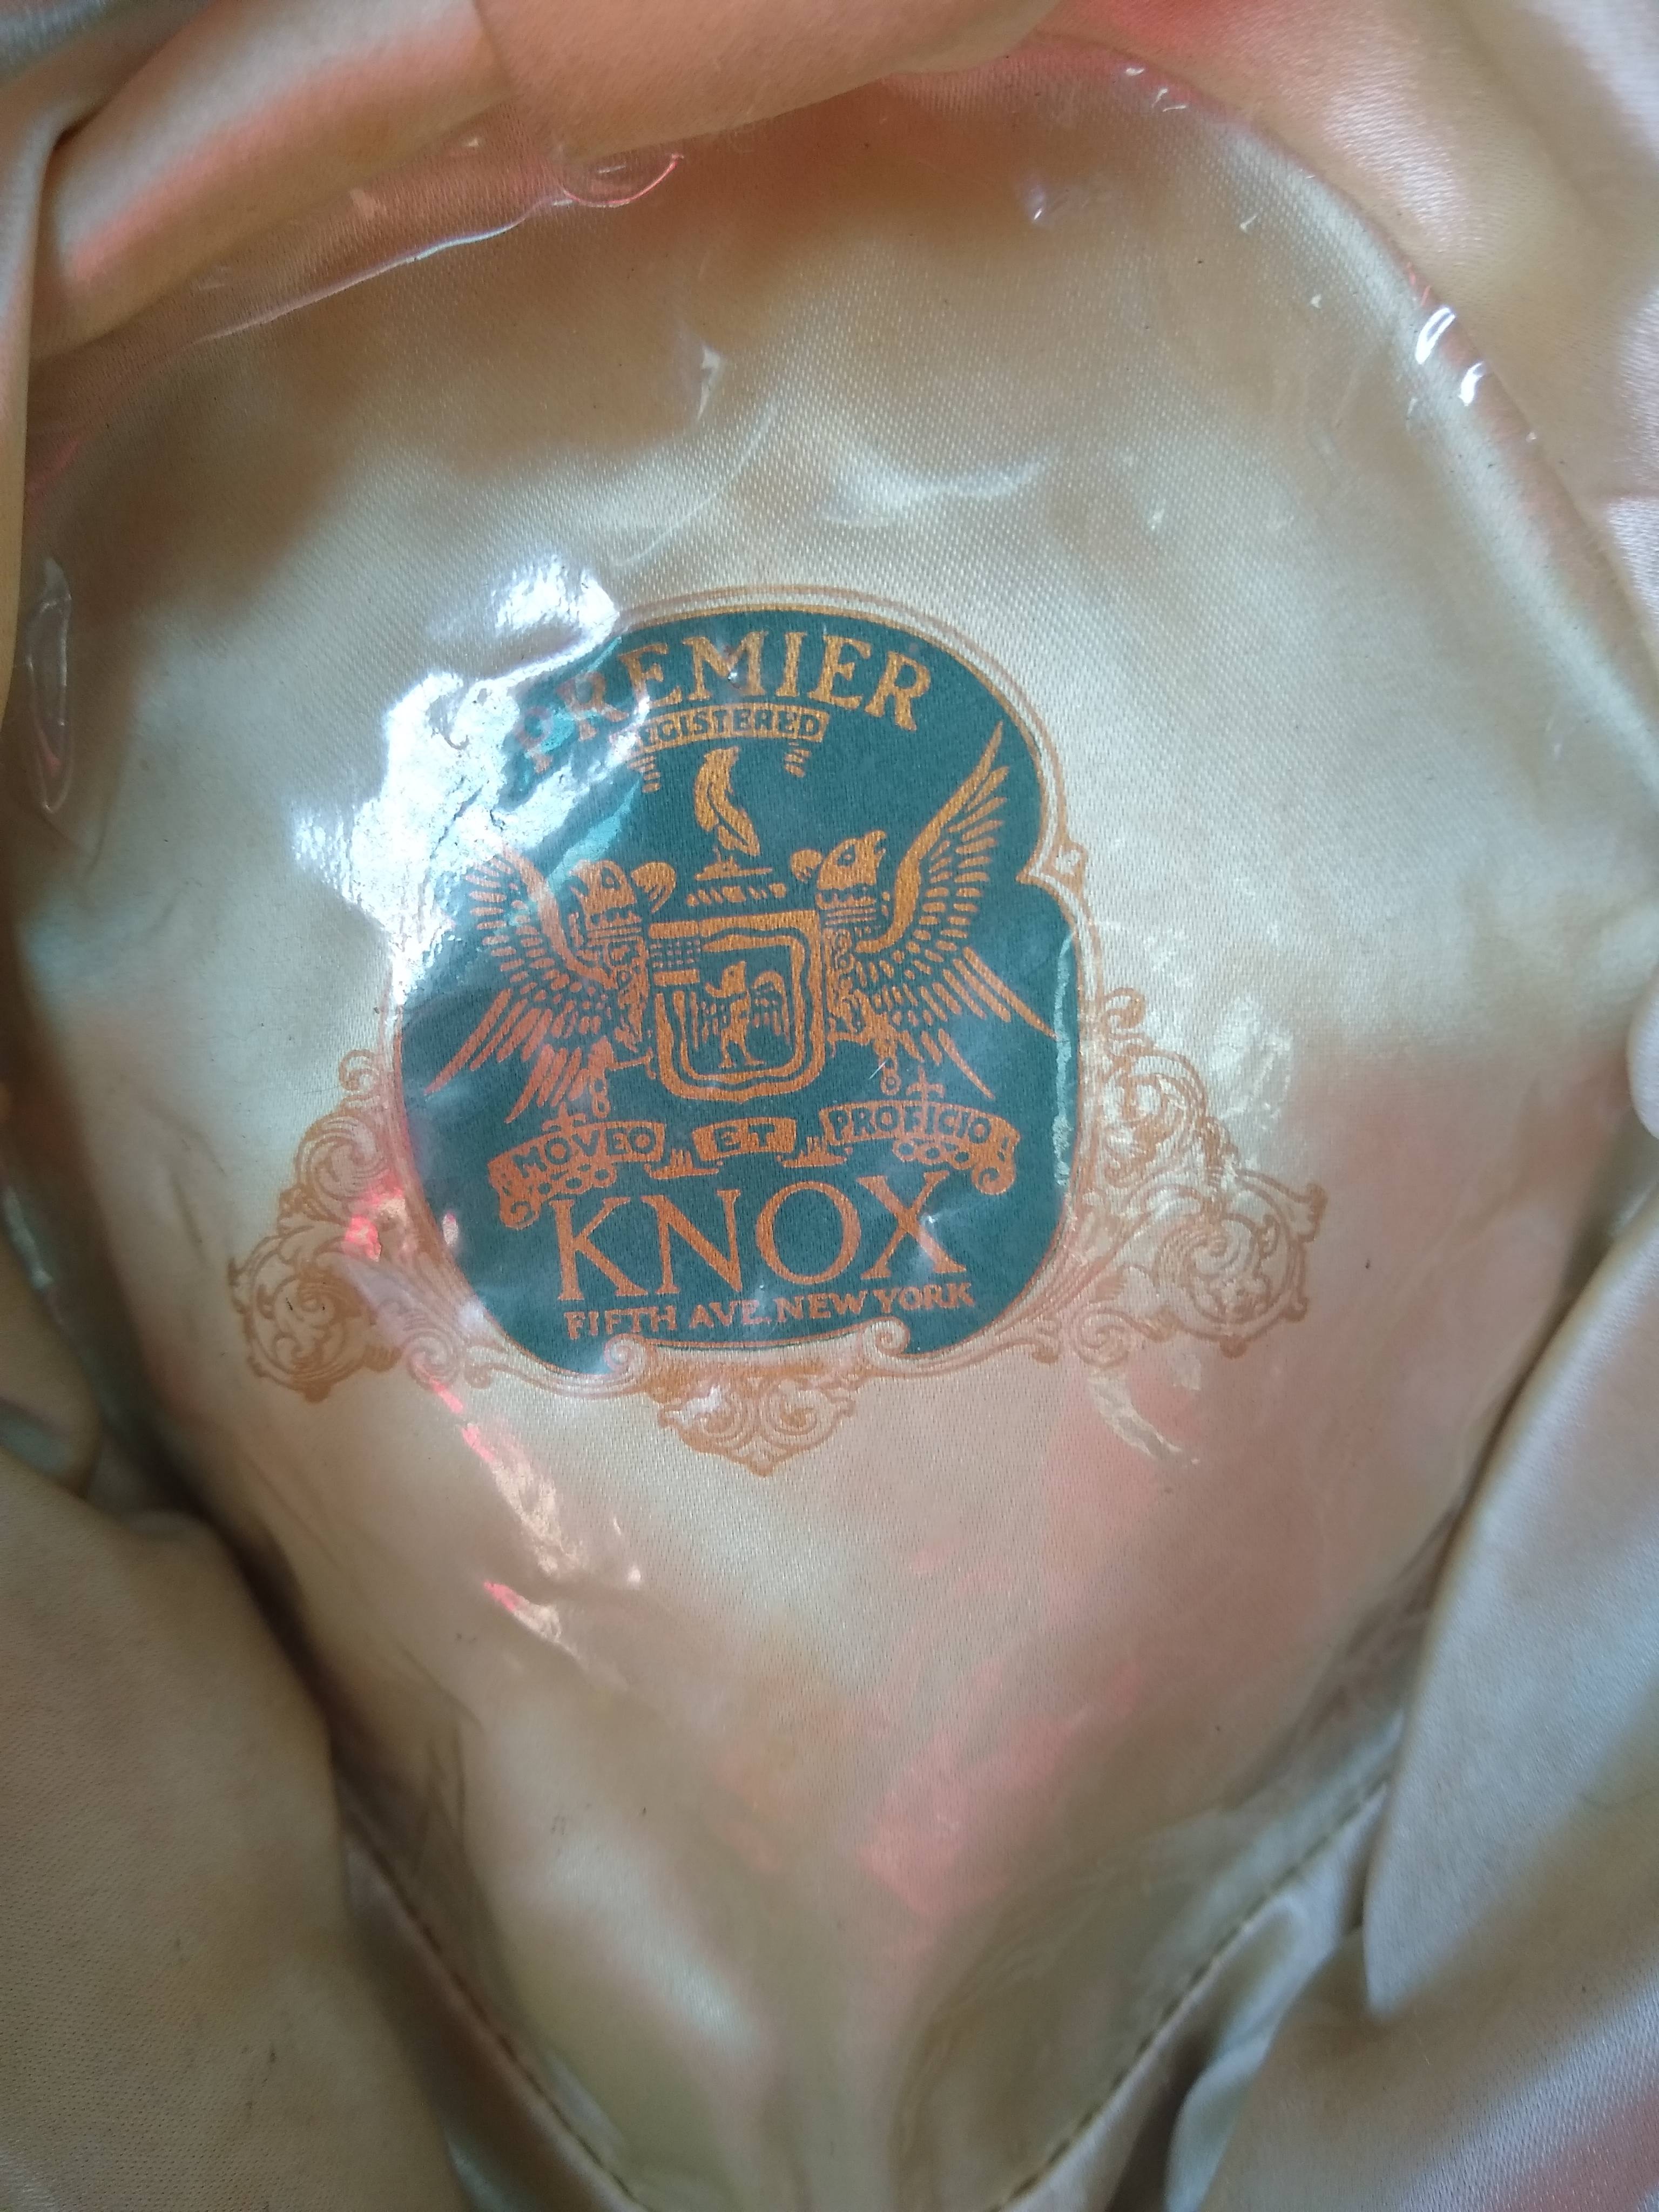 PREMIER
REGISTERED
MOVEO ET PROFICIO
KNOX
FIFTH AVE. NEW YORK